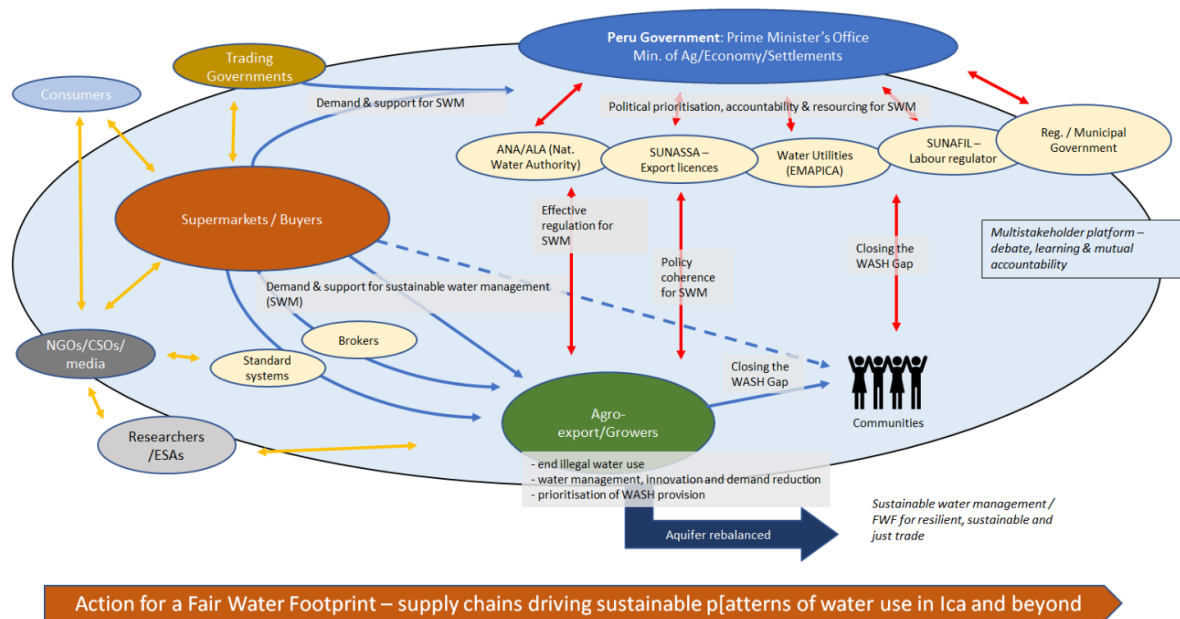 Peru Government: Prime Minister's Office
Min. of Ag/Economy/Settlements
Trading
Governments
Consumers
Demand & support for SWM
Political prioritisation, accountability & resourcing for SWM
ANA/ALA (Nat.
Water Authority)
SUNASSA –
Export licences
Water Utilities
(EMAPICA)
SUNAFIL –
Labour regulator
Reg. / Municipal
Government
Supermarkets / Buyers
Effective
regulation for
SWM
Policy
coherence
for SWM
Closing the
WASH Gap
Multistakeholder platform –
debate, learning & mutual
accountability
Demand & support for sustainable water management
(SWM)
NGOs/CSOs/
media
Standard
systems
Brokers
Closing the
WASH Gap
Communities
Researchers
/ESAs
Agro-
export/Growers
- end illegal water use
- water management, innovation and demand reduction
- prioritisation of WASH provision
Aquifer rebalanced
Sustainable water management /
FWF for resilient, sustainable and
just trade
Action for a Fair Water Footprint – supply chains driving sustainable p[atterns of water use in Ica and beyond